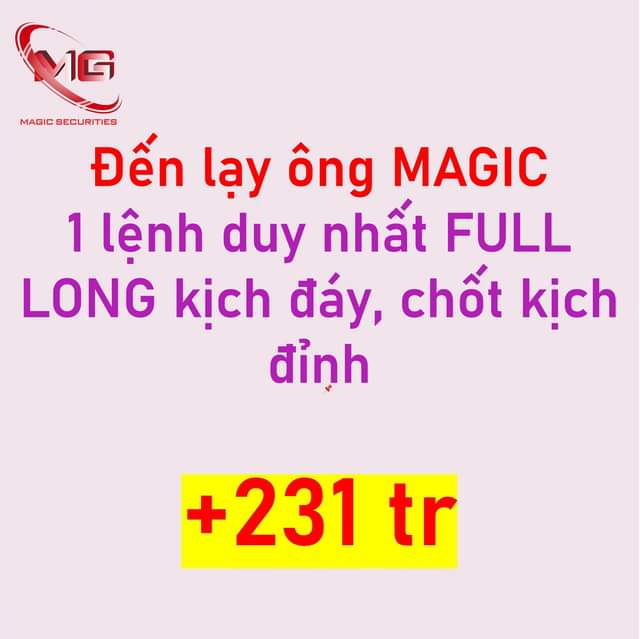 MG
MAGIC SECURITIES
Đến lạy ông MAGIC
1 lệnh duy nhất FULL
LONG kịch đáy, chốt kịch
đỉnh
+231 tr